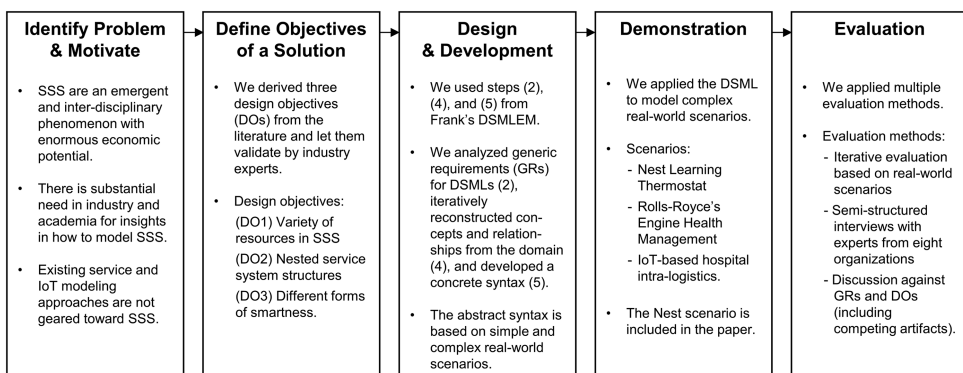 Identify Problem
& Motivate
• SSS are an emergent
and inter-disciplinary
phenomenon with
enormous economic
potential.
• There is substantial
need in industry and
academia for insights
in how to model SSS.
• Existing service and
IoT modeling
approaches are not
geared toward SSS.
Define Objectives
of a Solution
• We derived three
design objectives
(DOs) from the
literature and let them
validate by industry
experts.
• Design objectives:
(DO1) Variety of
resources in SSS
(DO2) Nested service
system structures
(DO3) Different forms
of smartness.
Design
& Development
• We used steps (2),
(4), and (5) from
Frank's DSMLEM.
• We analyzed generic
requirements (GRs)
for DSMLs (2),
iteratively
reconstructed con-
cepts and relation-
ships from the domain
(4), and developed a
concrete syntax (5).
• The abstract syntax is
based on simple and
complex real-world
scenarios.
Demonstration
• We applied the DSML
to model complex
real-world scenarios.
• Scenarios:
- Nest Learning
Thermostat
- Rolls-Royce's
Engine Health
Management
- IoT-based hospital
intra-logistics.
• The Nest scenario is
included in the paper.
Evaluation
• We applied multiple
evaluation methods.
• Evaluation methods:
- Iterative evaluation
based on real-world
scenarios
- Semi-structured
interviews with
experts from eight
organizations
- Discussion against
GRs and DOs
(including
competing artifacts).